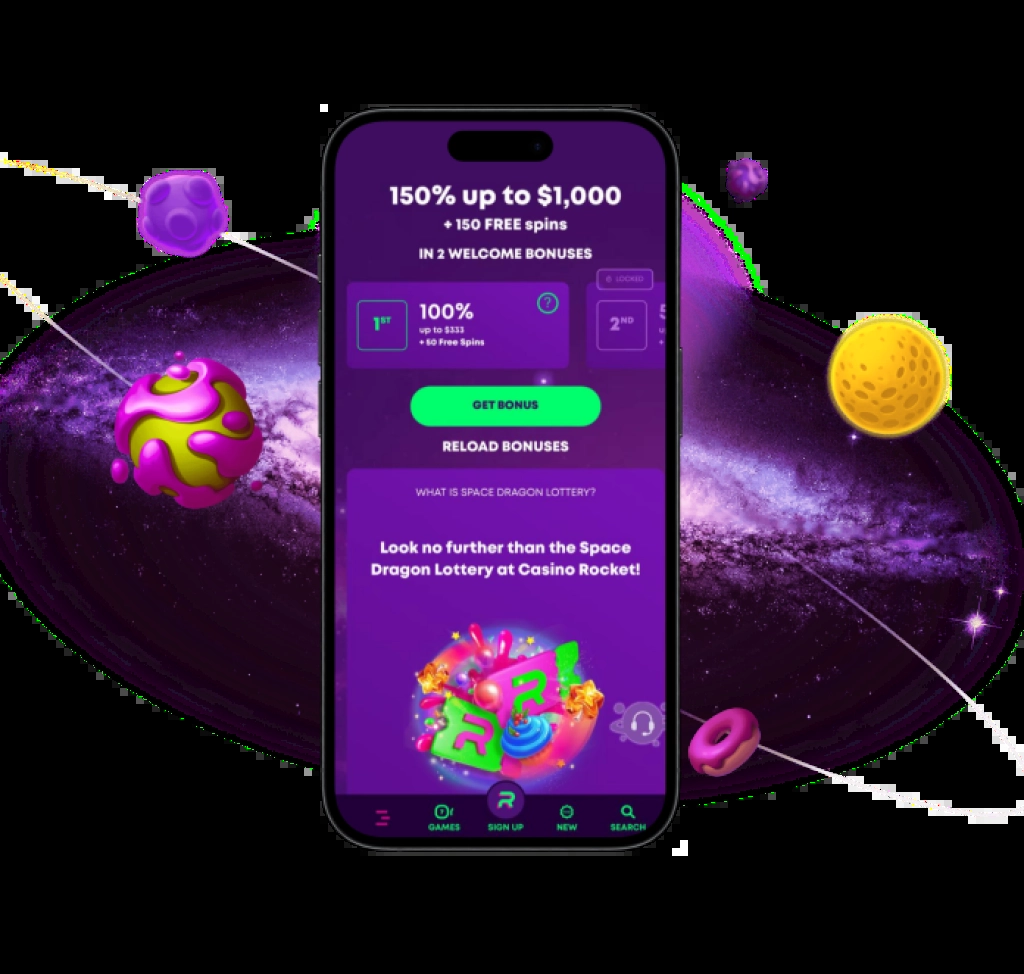 150% up to $1,000
+ 150 FREE spins
IN 2 WELCOME BONUSES
LOCKED
1ST
100%
up to $333
+ 50 Free Spins
?
2ND
5
u
+
GET BONUS
RELOAD BONUSES
WHAT IS SPACE DRAGON LOTTERY?
Look no further than the Space
Dragon Lottery at Casino Rocket!
R
R
R
GAMES
SIGN UP
NEW
SEARCH